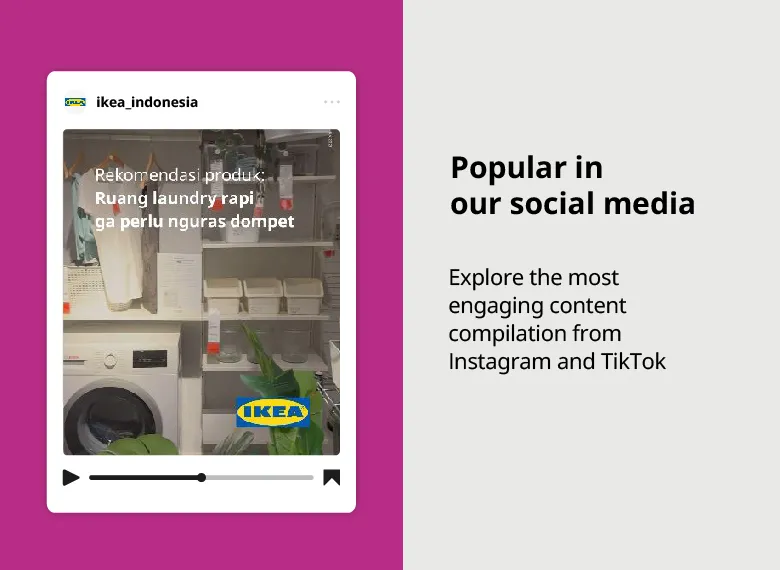 IKEA
ikea_indonesia
Rekomendasi produk:
Ruang laundry rapi
ga perlu nguras dompet
IKEA
Popular in
our social media
Explore the most
engaging content
compilation from
Instagram and TikTok